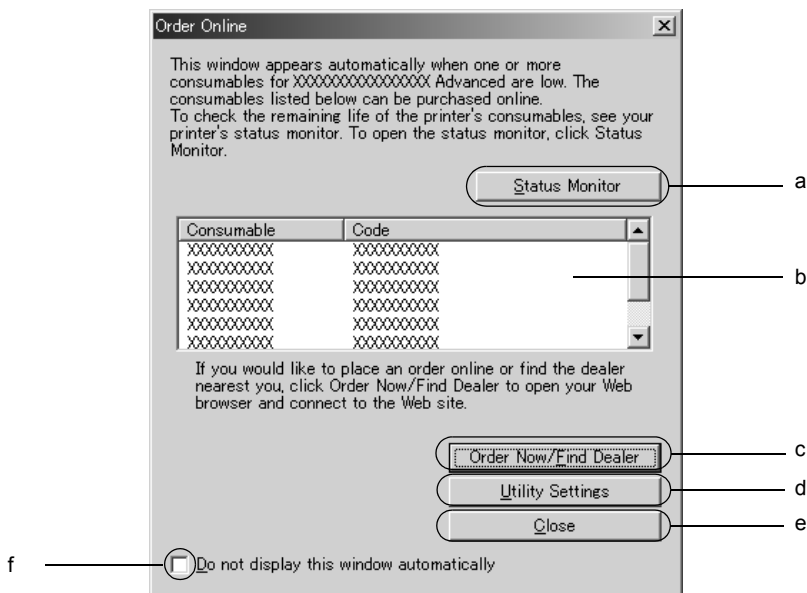 Order Online
This window appears automatically when one or more
consumables for XXXXXXXXXXXXXXXX Advanced are low. The
consumables listed below can be purchased online.
To check the remaining life of the printer's consumables, see your
printer's status monitor. To open the status monitor, click Status
Monitor.
Status Monitor
a
Consumable Code
XXXXXXXXXX XXXXXXXXXX
XXXXXXXXXX XXXXXXXXXX
XXXXXXXXXX XXXXXXXXXX
XXXXXXXXXX XXXXXXXXXX
XXXXXXXXXX XXXXXXXXXX
XXXXXXXXXX XXXXXXXXXX
b
If you would like to place an order online or find the dealer
nearest you, click Order Now/Find Dealer to open your Web
browser and connect to the Web site.
Order Now/Find Dealer
c
Utility Settings
d
Close
e
f
Do not display this window automatically